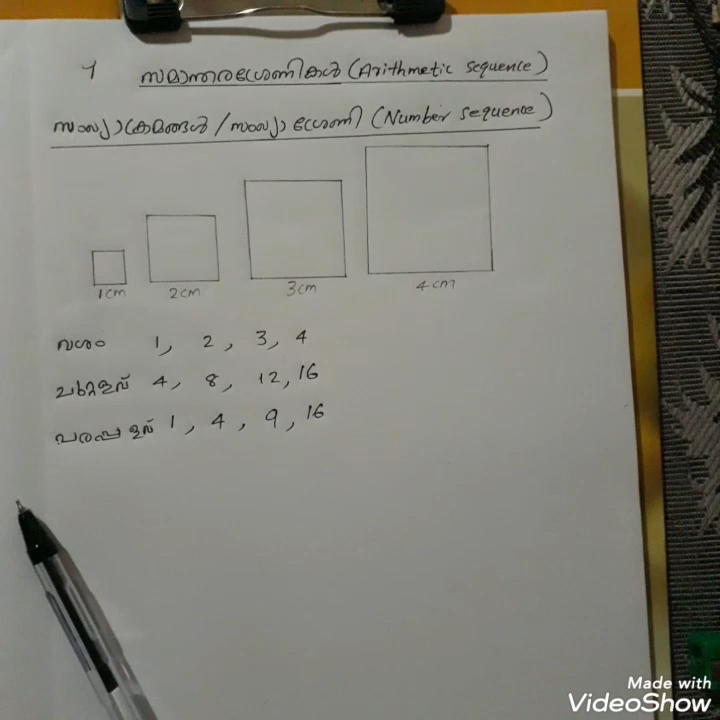 1 സമാന്തരശ്രേണികൾ (Arithmetic sequence)
സംഖ്യാക്രമങ്ങൾ / സംഖ്യാശ്രേണി (Number sequence)
1cm 2cm 3cm 4cm
വശം 1, 2, 3, 4
ചുറ്റളവ് 4, 8, 12, 16
പരപ്പളവ് 1, 4, 9, 16
Made with
VideoShow